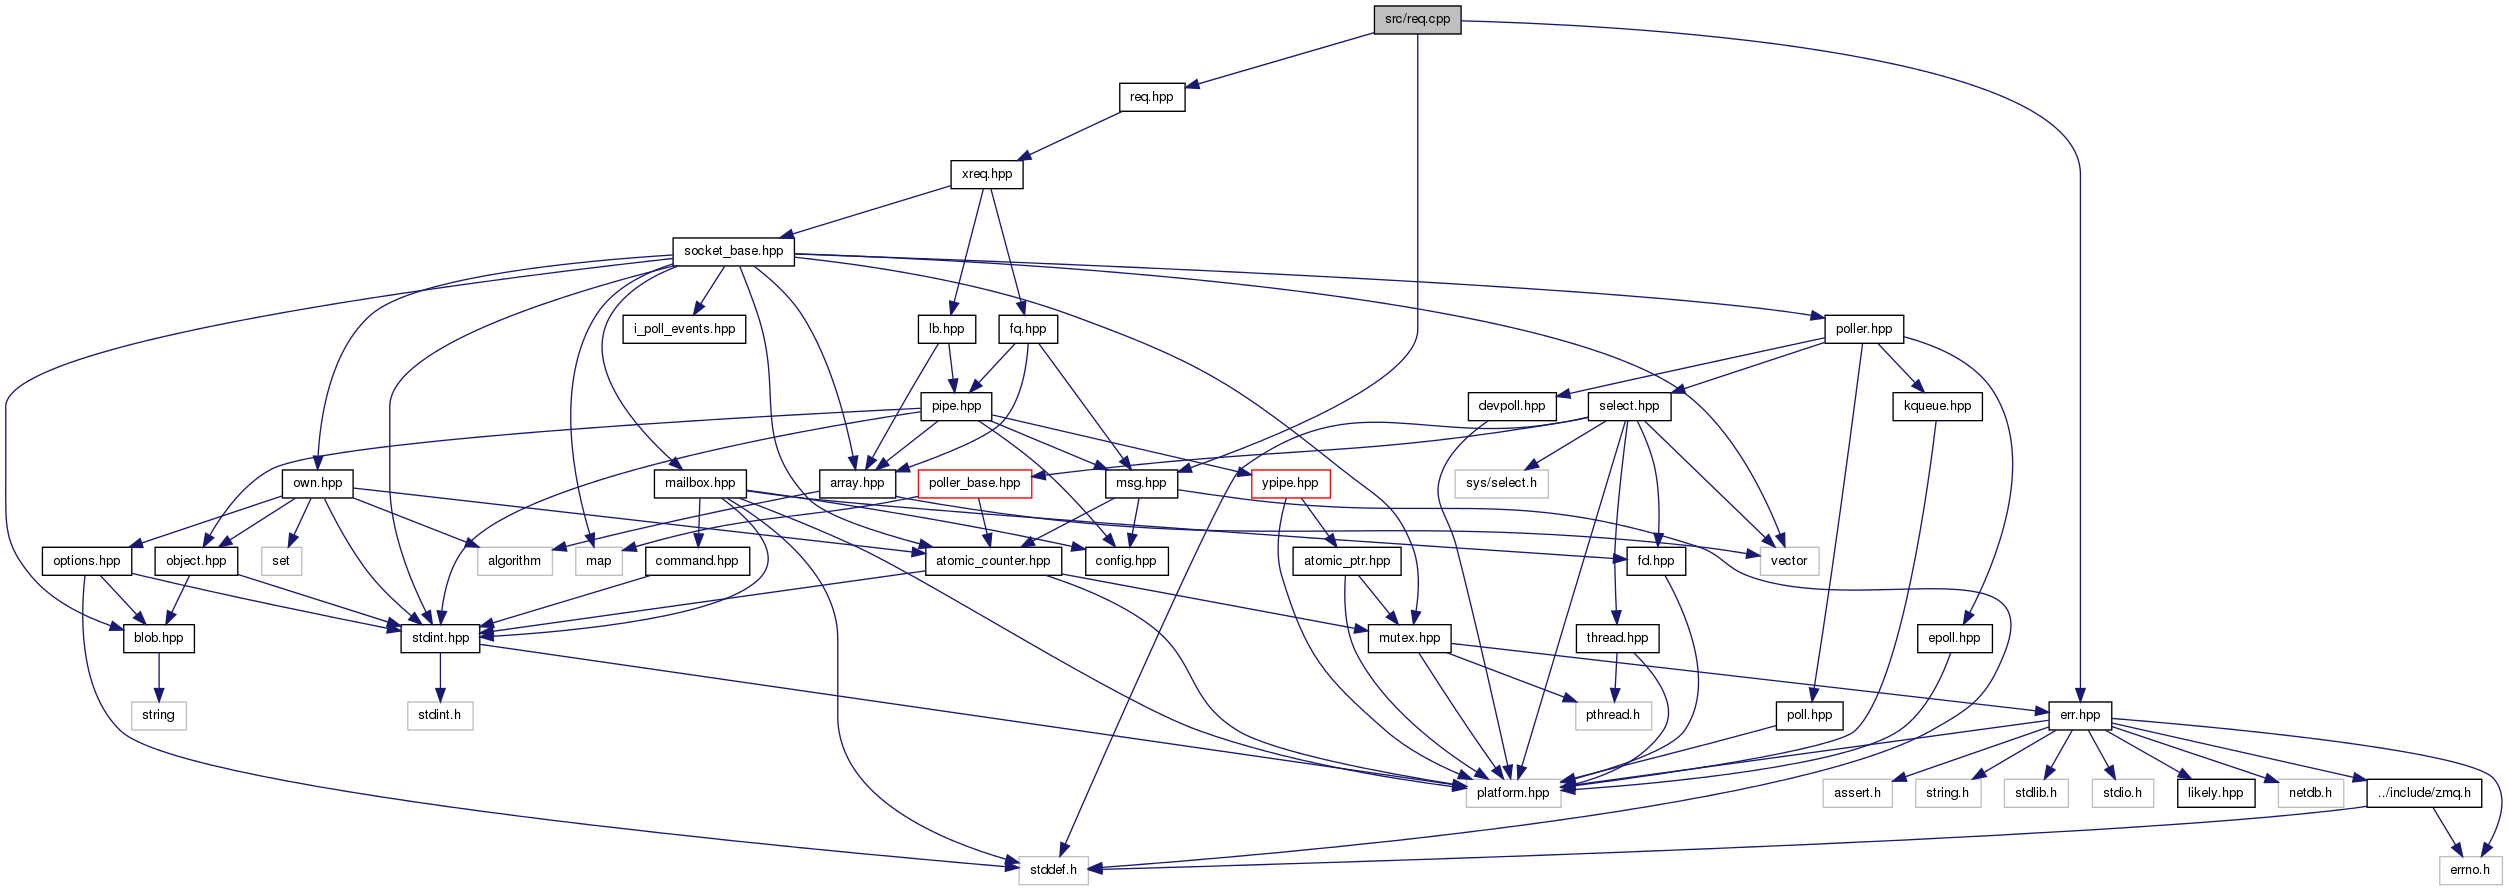 src/req.cpp
req.hpp
xreq.hpp
socket_base.hpp
i_poll_events.hpp
lb.hpp
fq.hpp
poller.hpp
pipe.hpp
devpoll.hpp
select.hpp
kqueue.hpp
own.hpp
mailbox.hpp
array.hpp
poller_base.hpp
msg.hpp
ypipe.hpp
sys/select.h
options.hpp
object.hpp
set
algorithm
map
command.hpp
atomic_counter.hpp
config.hpp
atomic_ptr.hpp
fd.hpp
vector
blob.hpp
stdint.hpp
mutex.hpp
thread.hpp
epoll.hpp
string
stdint.h
pthread.h
poll.hpp
err.hpp
platform.hpp
assert.h
string.h
stdlib.h
stdio.h
likely.hpp
netdb.h
../include/zmq.h
stddef.h
errno.h